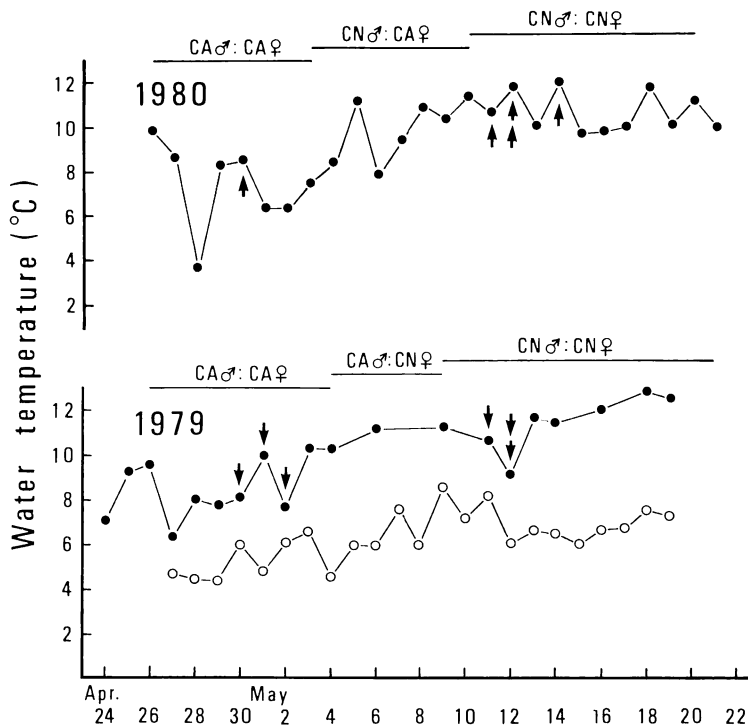 CA♂:CA♀ CN♂:CA♀ CN♂:CN♀
1980
12
10
8
6
4
2
Water temperature (°C)
CA♂:CA♀ CA♂:CN♀ CN♂:CN♀
1979
12
10
8
6
4
2
Apr. May
24 26 28 30 2 4 6 8 10 12 14 16 18 20 22